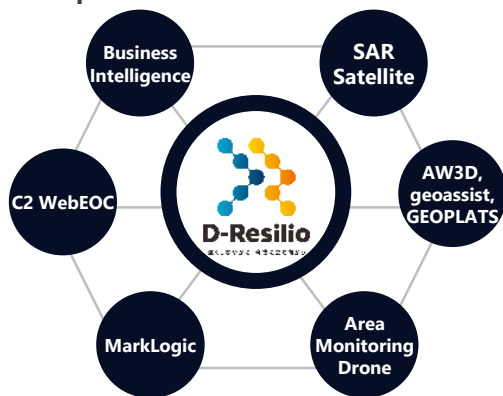 Business
Intelligence
SAR
Satellite
C2 WebEOC
D-Resilio
AW3D,
geoassist,
GEOPLATS
MarkLogic
Area
Monitoring
Drone